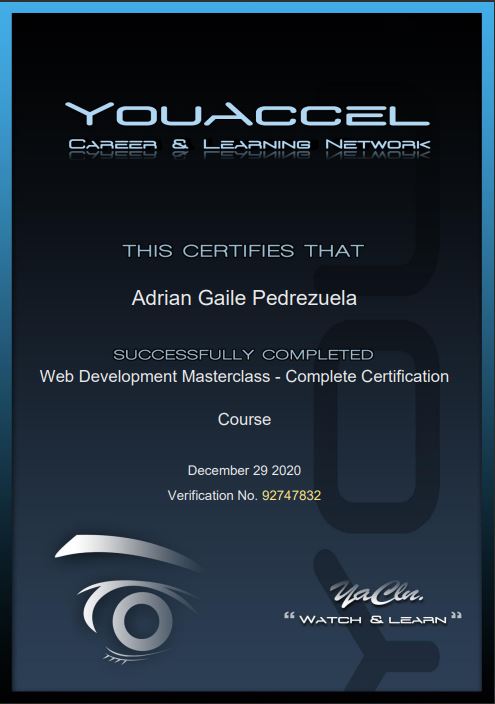 YOUACCEL
CAREER & LEARNING NETWORK
THIS CERTIFIES THAT
Adrian Gaile Pedrezuela
SUCCESSFULLY COMPLETED
Web Development Masterclass - Complete Certification
Course
December 29 2020
Verification No. 92747832
YaCln.
“ WATCH & LEARN ”
YOU